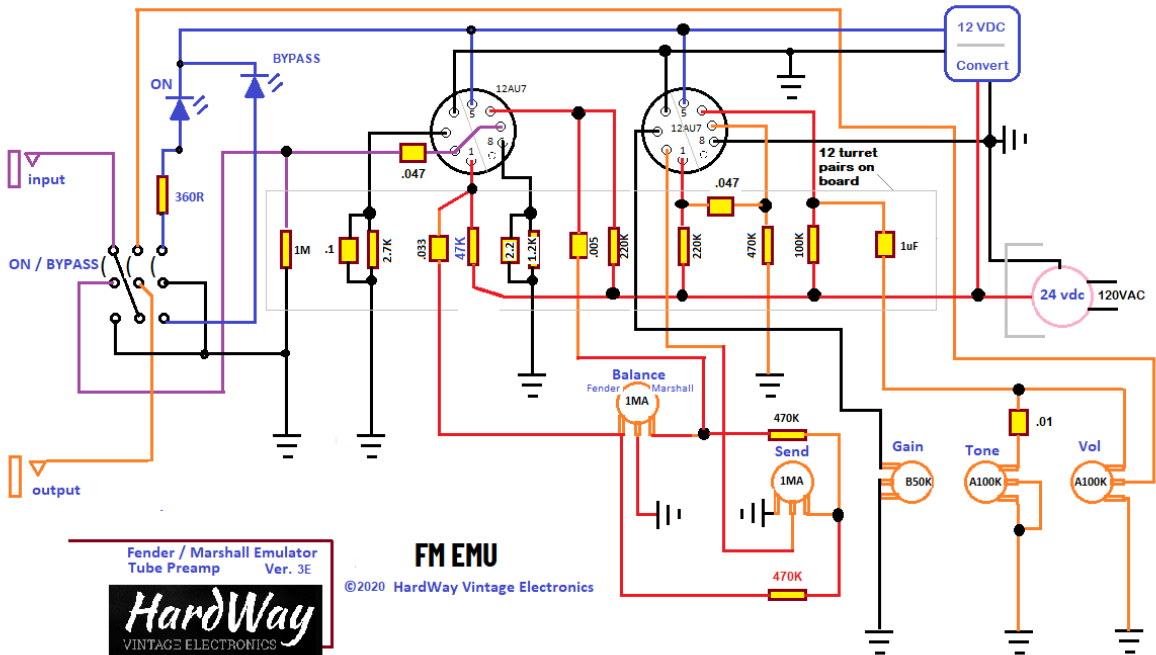 12 VDC
Convert
BYPASS
ON
12AU7
5
8
1
12AU7
5
8
1
12 turret
pairs on
board
input
.047
.047
360R
1M
.1
2.7K
.033
47K
2.2
1.2K
.005
220K
220K
470K
100K
1uF
ON / BYPASS
( ( (
24 vdc
120VAC
Balance
Fender Marshall
1MA
470K
.01
Send
Gain
Tone
Vol
1MA
B50K
A100K
A100K
output
470K
Fender / Marshall Emulator
Tube Preamp Ver. 3E
FM EMU
©2020 HardWay Vintage Electronics
HardWay
VINTAGE ELECTRONICS